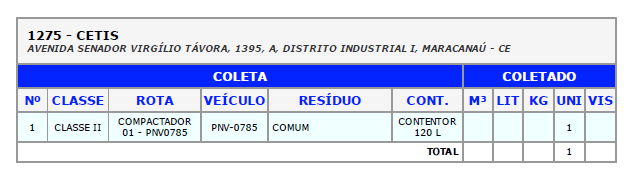 1275 - CETIS
AVENIDA SENADOR VIRGÍLIO TÁVORA, 1395, A, DISTRITO INDUSTRIAL I, MARACANAÚ - CE
COLETA COLETADO
Nº CLASSE ROTA VEÍCULO RESÍDUO CONT. M³ LIT KG UNI VIS
1 CLASSE II COMPACTADOR 01 - PNV0785 PNV-0785 COMUM CONTENTOR 120 L 1
TOTAL 1